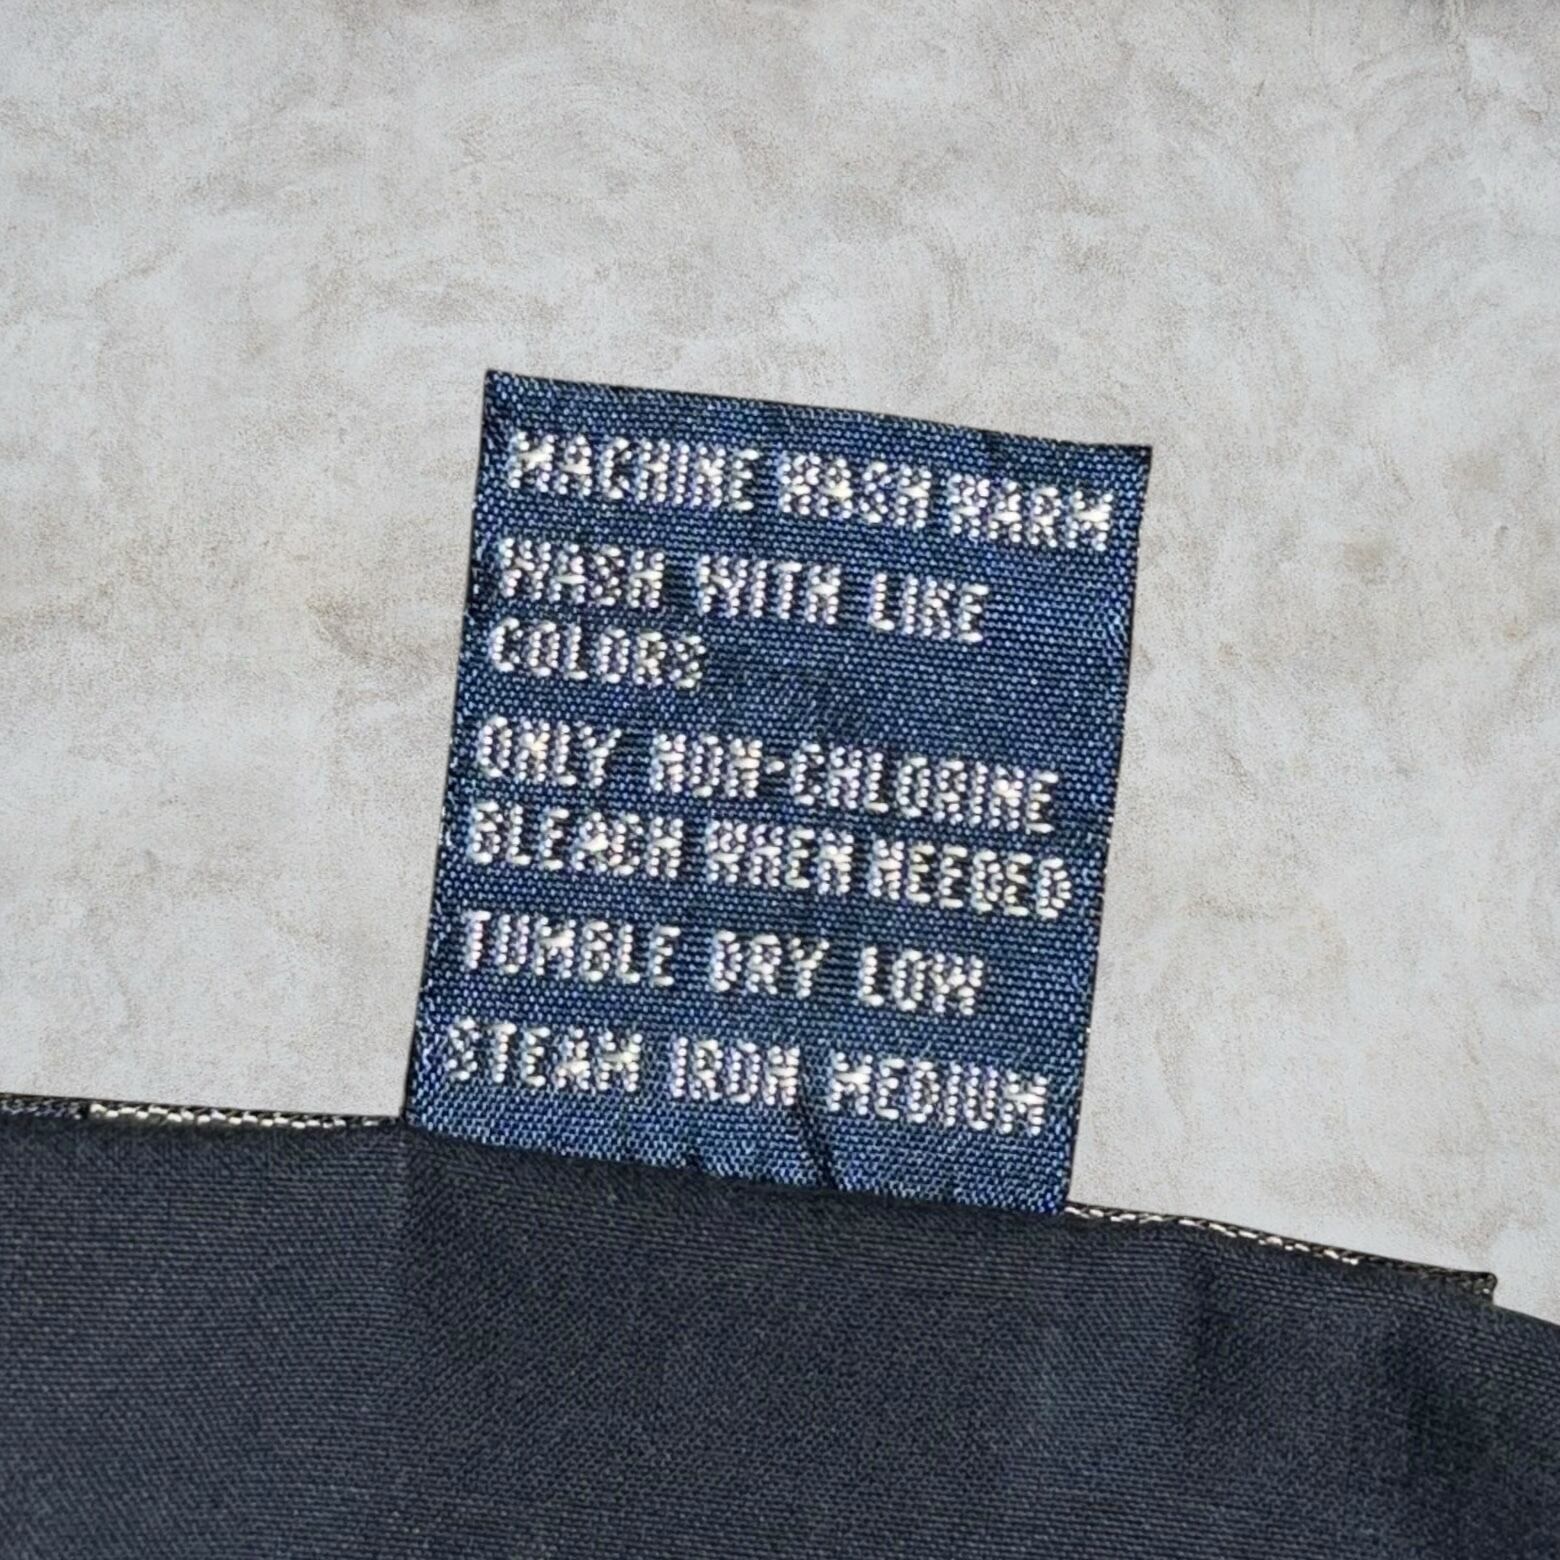 MACHINE WASH WARM
WASH WITH LIKE
COLORS
ONLY NON-CHLORINE
BLEACH WHEN NEEDED
TUMBLE DRY LOW
STEAM IRON MEDIUM